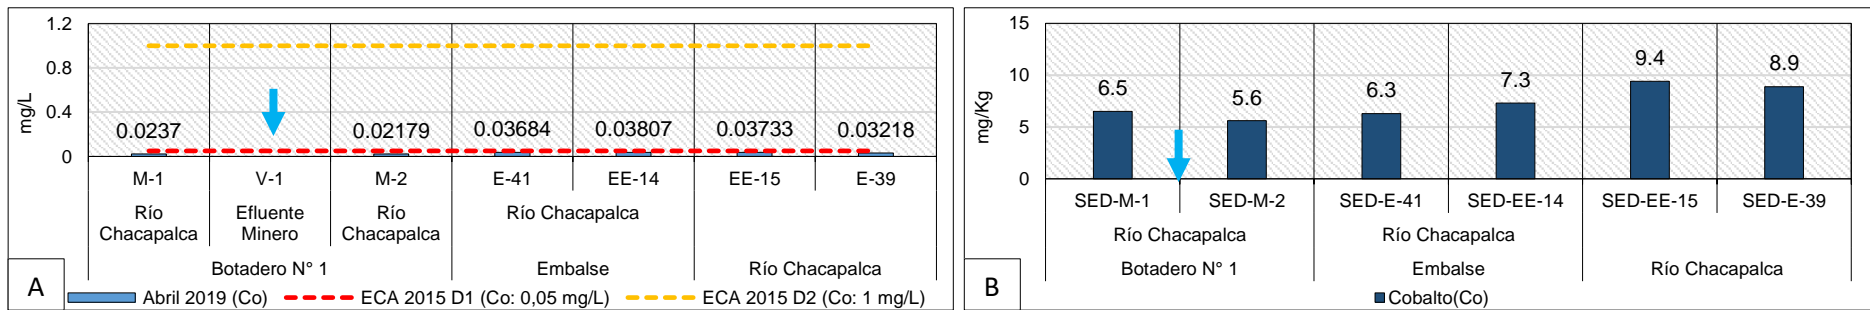 1.2
0.8
0.4
0
mg/L
0.0237
0.02179
0.03684
0.03807
0.03733
0.03218
M-1
V-1
M-2
E-41
EE-14
EE-15
E-39
Río
Chacapalca
Efluente
Minero
Río
Chacapalca
Río Chacapalca
Botadero N° 1
Embalse
Río Chacapalca
A
Abril 2019 (Co)
ECA 2015 D1 (Co: 0,05 mg/L)
ECA 2015 D2 (Co: 1 mg/L)
15
10
5
0
mg/Kg
6.5
5.6
6.3
7.3
9.4
8.9
SED-M-1
SED-M-2
SED-E-41
SED-EE-14
SED-EE-15
SED-E-39
Río Chacapalca
Río Chacapalca
Botadero N° 1
Embalse
Río Chacapalca
B
Cobalto(Co)